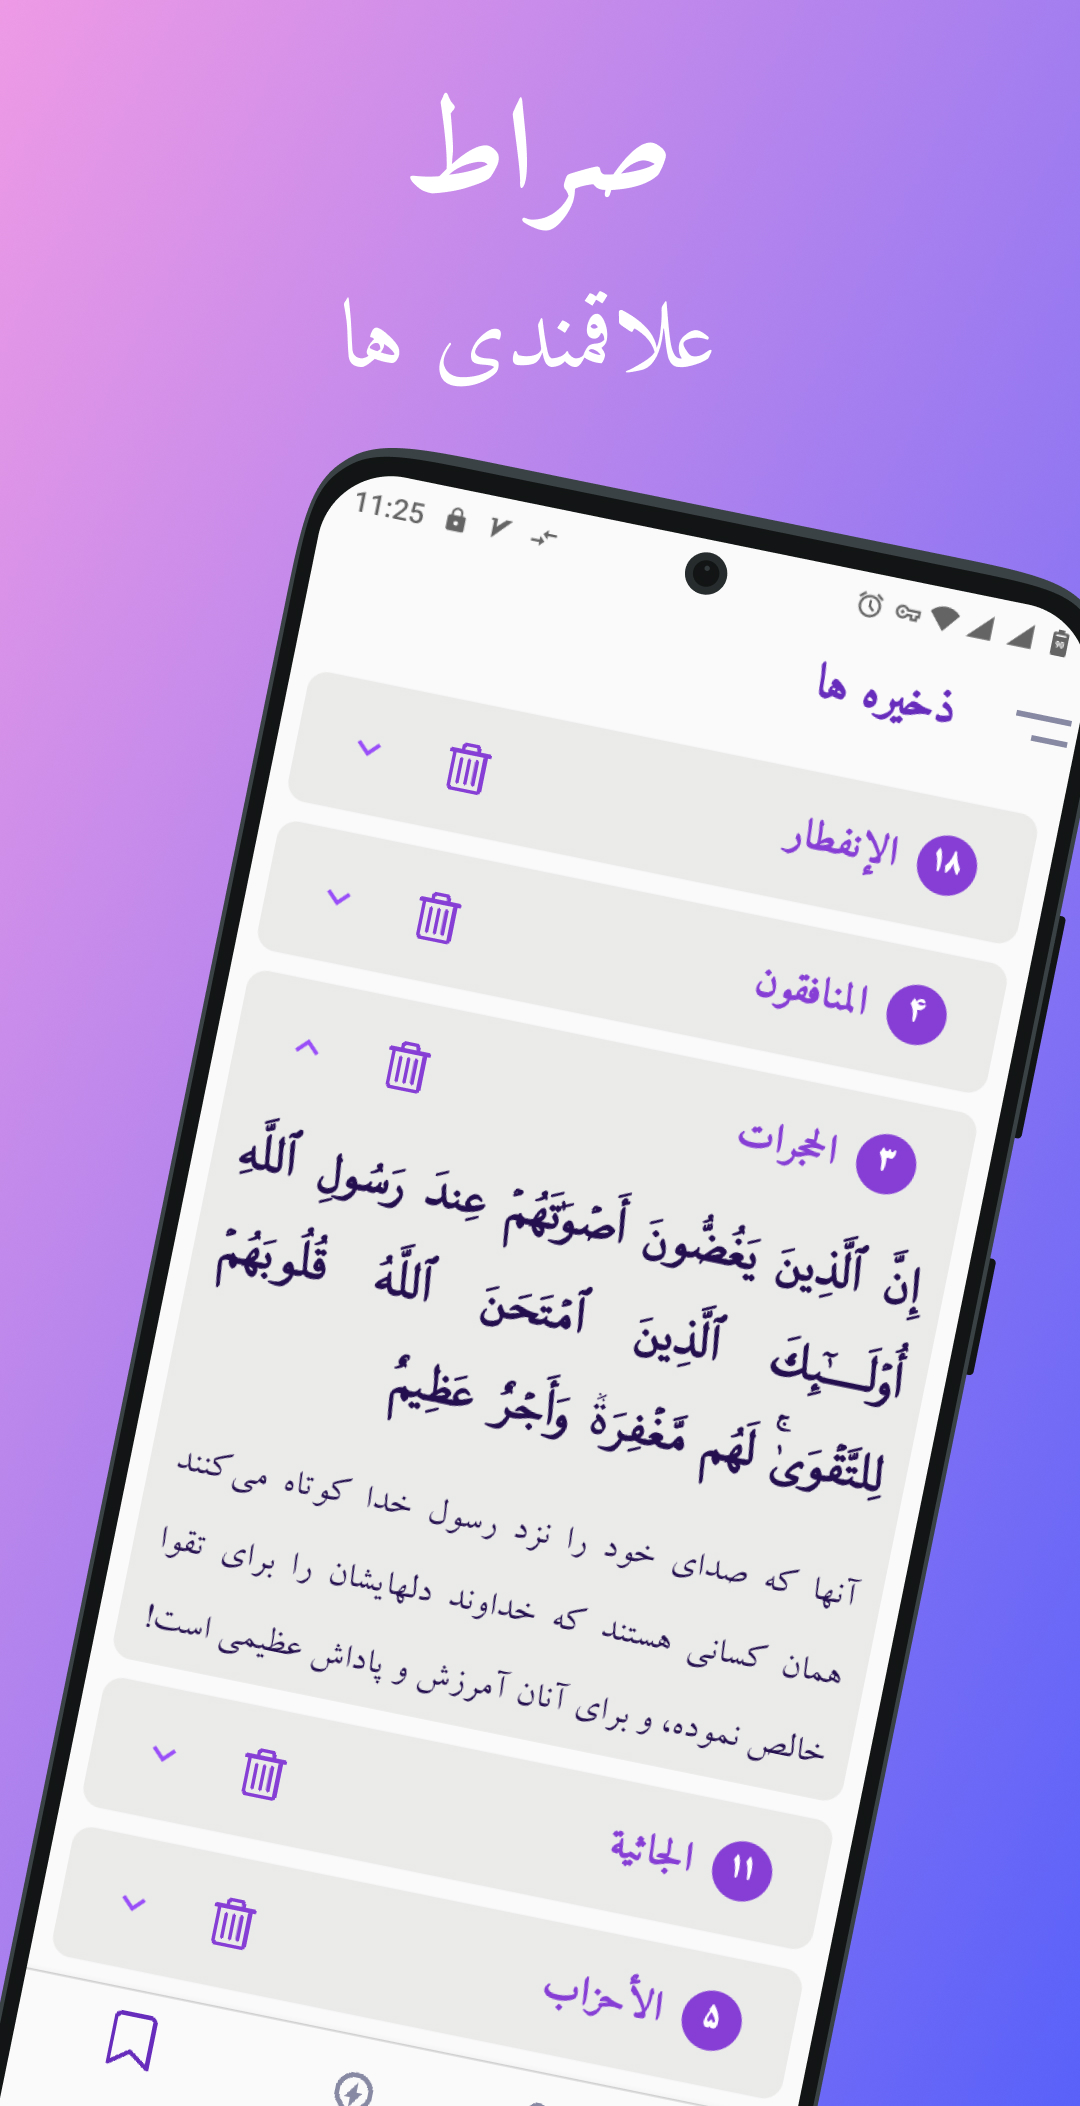 صراط
علاقمندی ها
11:25
90
ذخیره ها
۱۸ الإنفطار
۴ المنافقون
۳ الحجرات
إِنَّ ٱلَّذِينَ يَغُضُّونَ أَصۡوَٰتَهُمۡ عِندَ رَسُولِ ٱللَّهِ
أُوْلَـــٰٓئِكَ ٱلَّذِينَ ٱمۡتَحَنَ ٱللَّهُ قُلُوبَهُمۡ
لِلتَّقۡوَىٰۚ لَهُم مَّغۡفِرَةٞ وَأَجۡرٌ عَظِيمٌ
آنها که صدای خود را نزد رسول خدا کوتاه می‌کنند
همان کسانی هستند که خداوند دلهایشان را برای تقوا
خالص نموده، و برای آنان آمرزش و پاداش عظیمی است!
۱۱ الجاثية
۵ الأحزاب